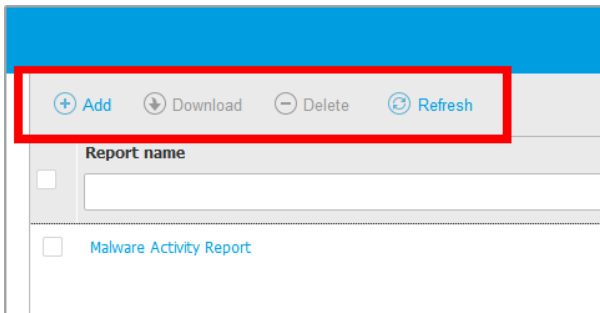 Add Download Delete Refresh
Report name
Malware Activity Report